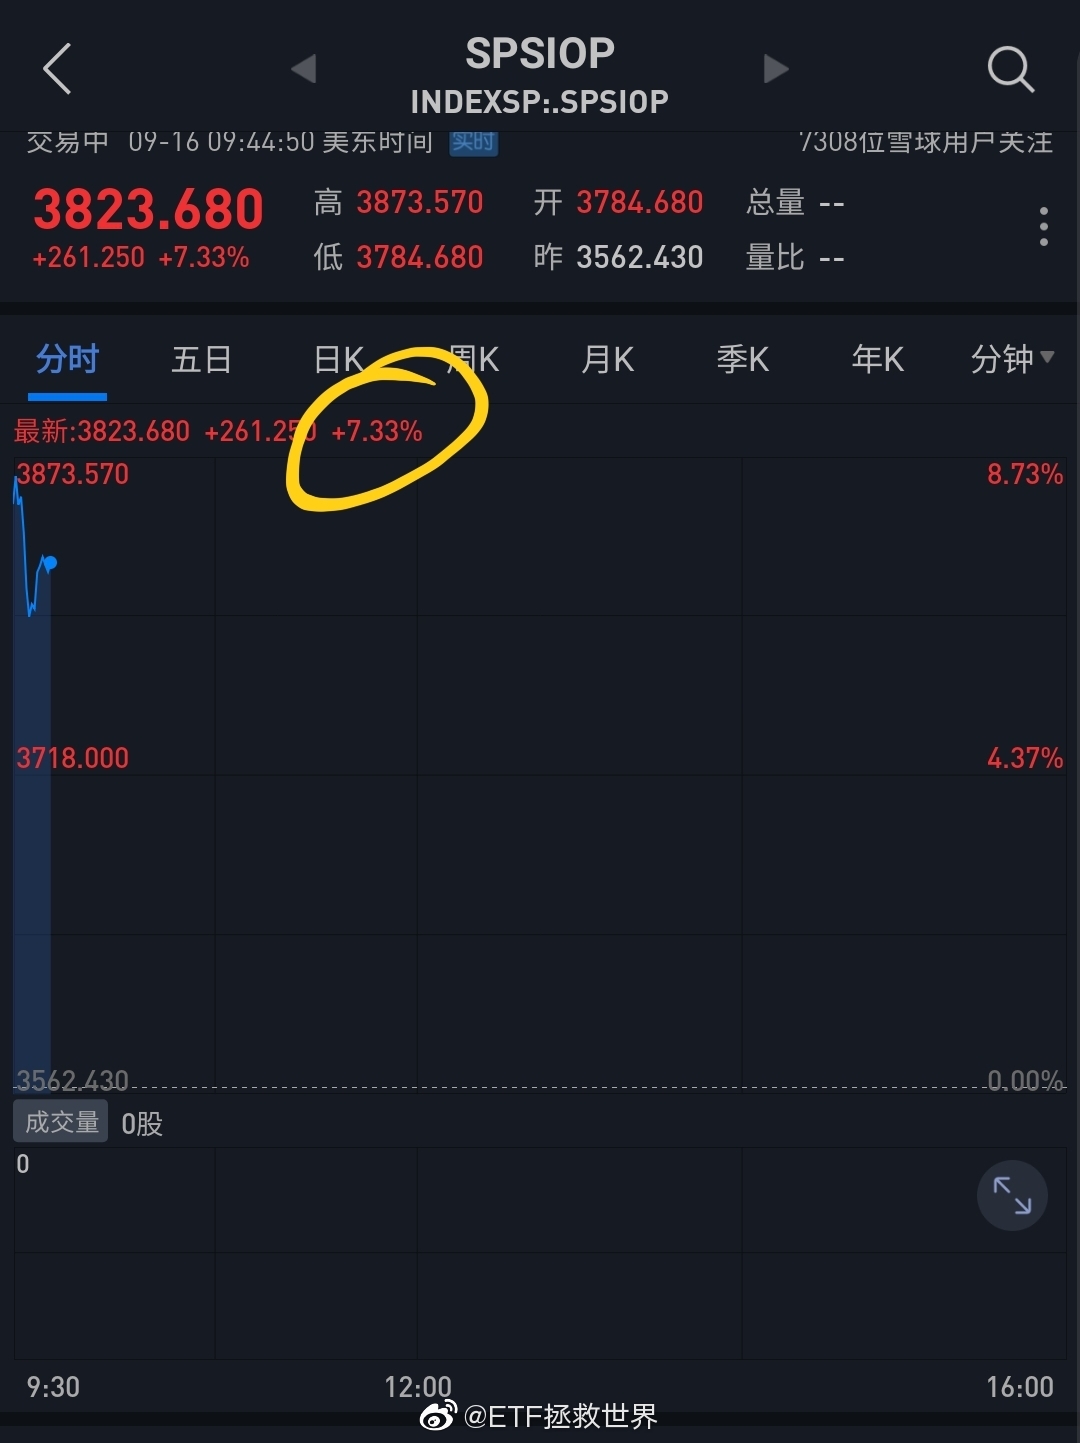 SPSIOP
INDEXSP:.SPSIOP
交易中 09-16 09:44:50 美东时间 实时 7308位雪球用户关注
3823.680 高 3873.570 开 3784.680 总量 --
+261.250 +7.33% 低 3784.680 昨 3562.430 量比 --
分时 五日 日K 周K 月K 季K 年K 分钟
最新:3823.680 +261.250 +7.33%
3873.570 8.73%
3718.000 4.37%
3562.430 0.00%
成交量 0股
0
9:30 12:00 16:00
@ETF拯救世界